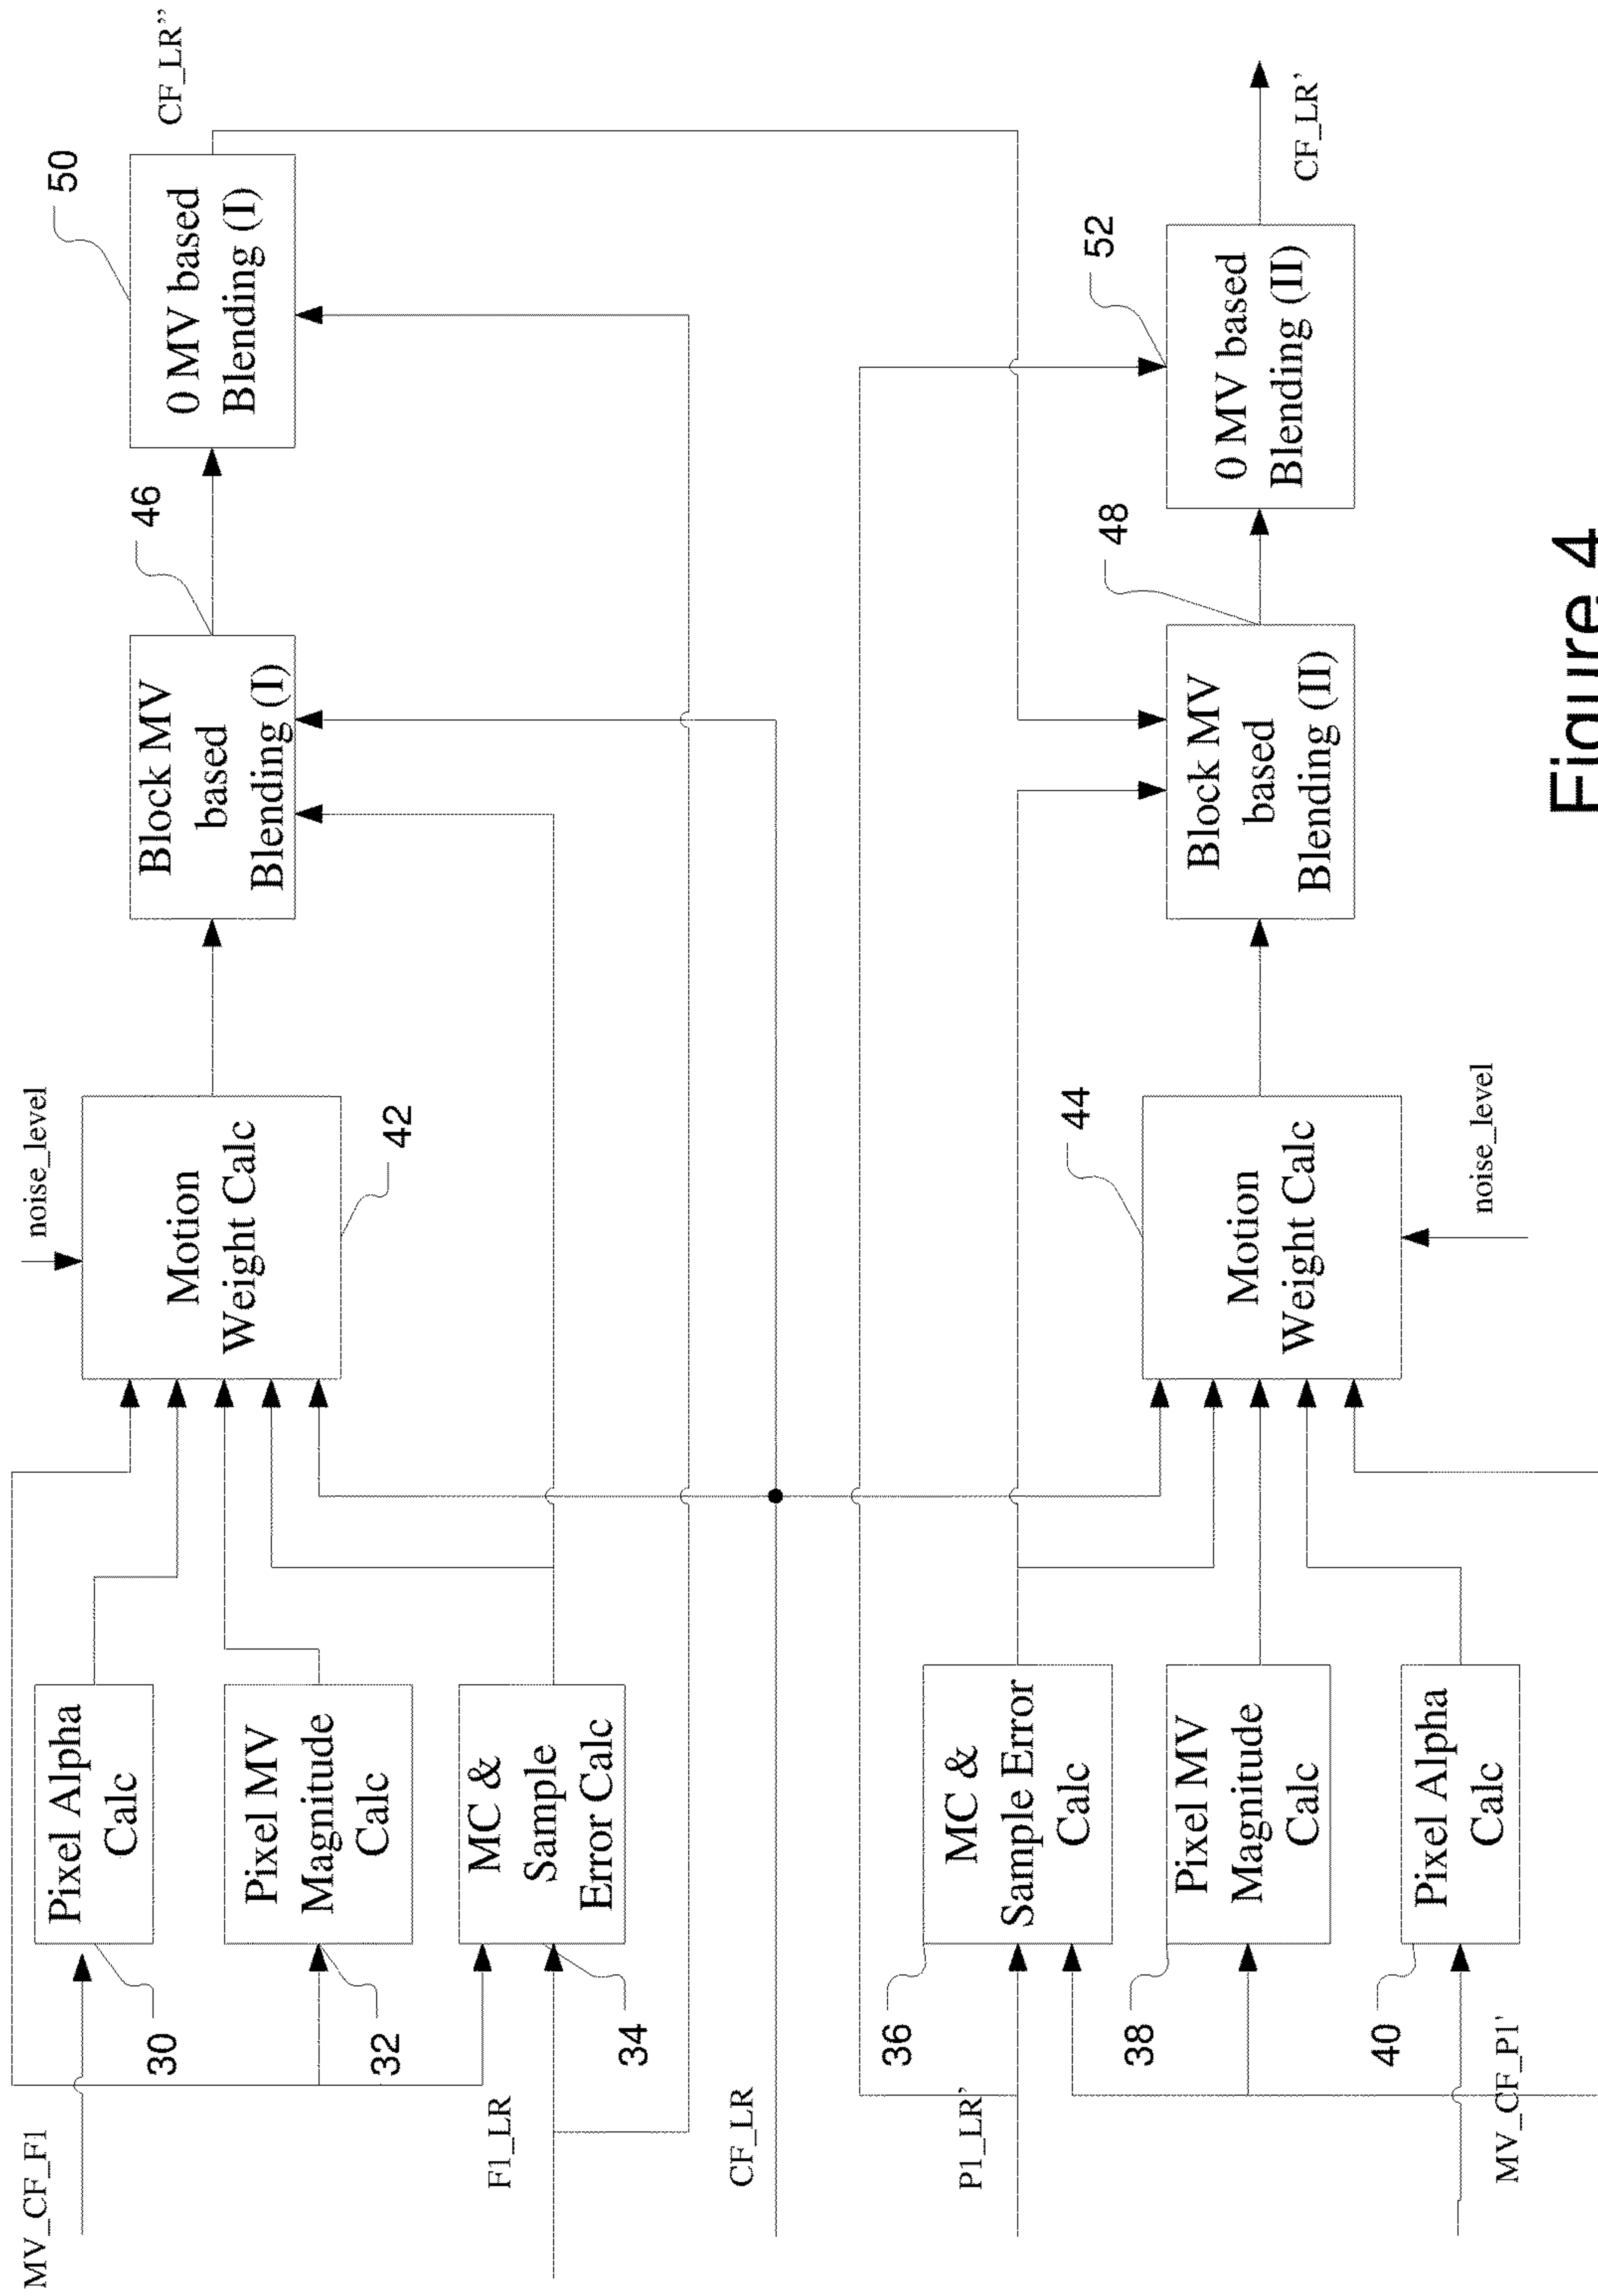 MV_CF_F1
F1_LR
CF_LR
P1_LR'
MV_CF_P1'
Pixel Alpha
Calc
30
Pixel MV
Magnitude
Calc
32
MC &
Sample
Error Calc
34
MC &
Sample Error
Calc
36
Pixel MV
Magnitude
Calc
38
Pixel Alpha
Calc
40
noise_level
Motion
Weight Calc
42
Motion
Weight Calc
44
noise_level
Block MV
based
Blending (I)
46
Block MV
based
Blending (II)
48
0 MV based
Blending (I)
50
CF_LR”
0 MV based
Blending (II)
52
CF_LR’
Figure 4